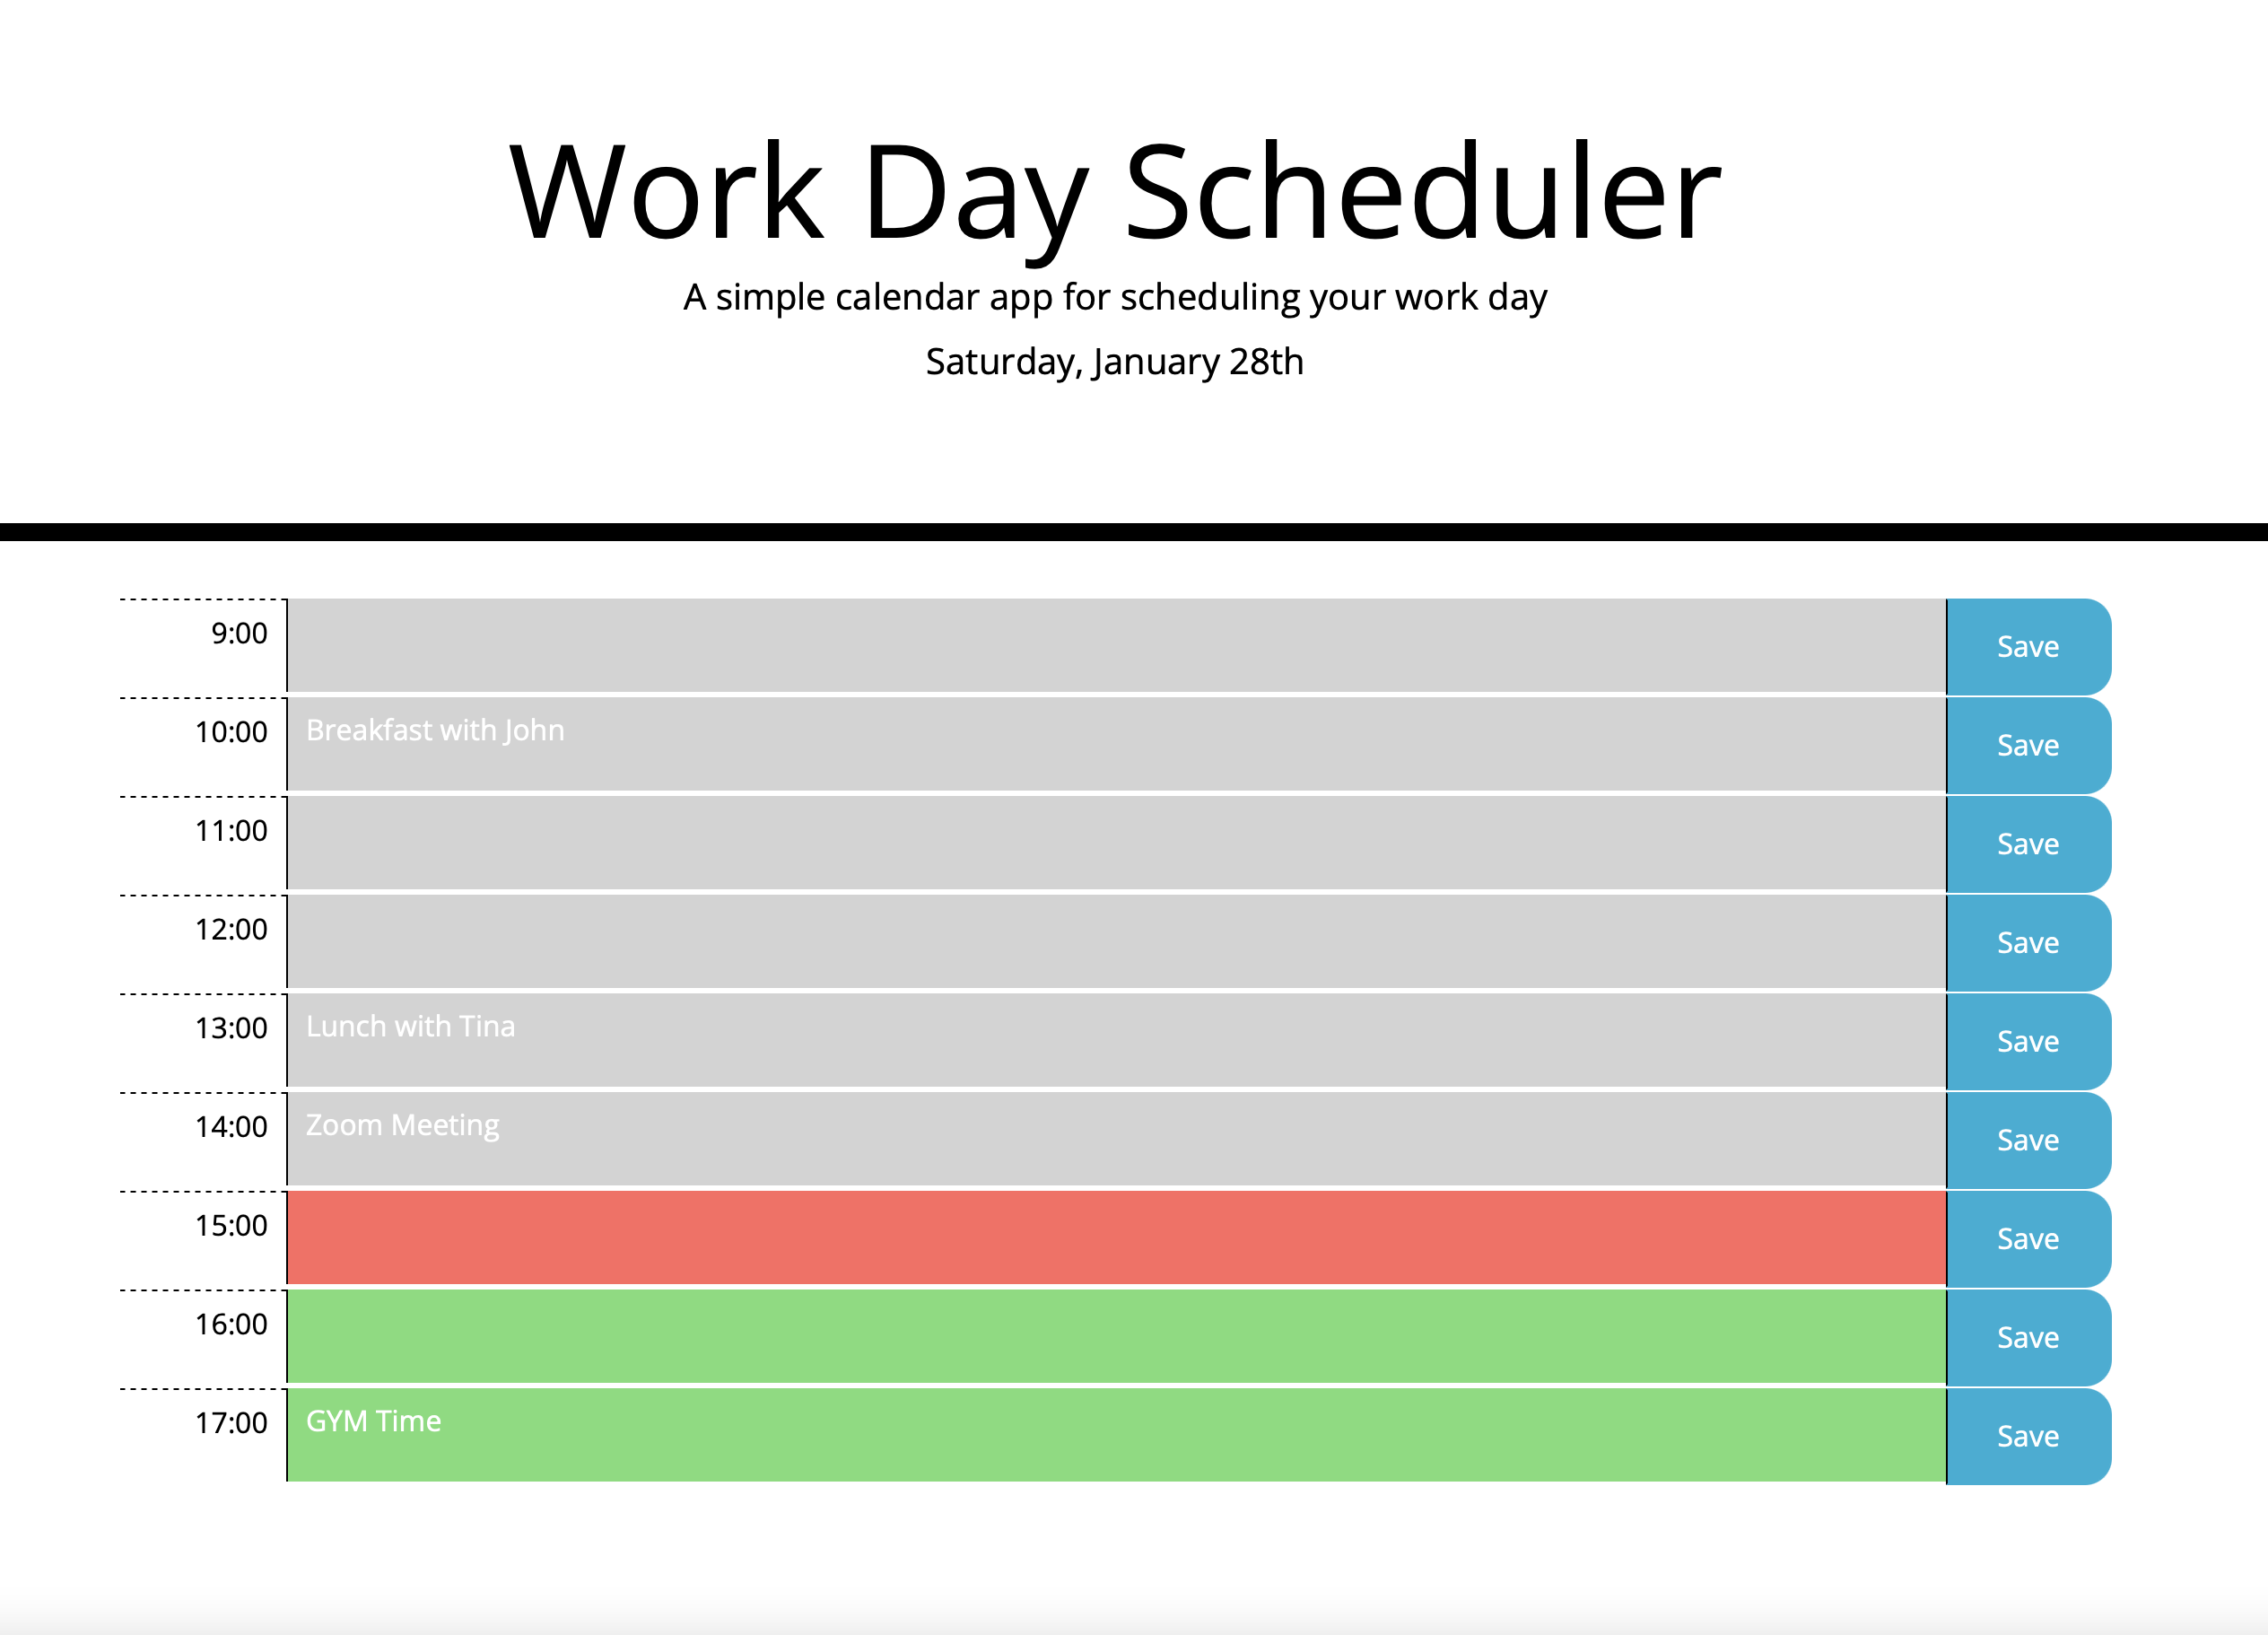 Work Day Scheduler
A simple calendar app for scheduling your work day
Saturday, January 28th
9:00 Save
10:00 Breakfast with John Save
11:00 Save
12:00 Save
13:00 Lunch with Tina Save
14:00 Zoom Meeting Save
15:00 Save
16:00 Save
17:00 GYM Time Save